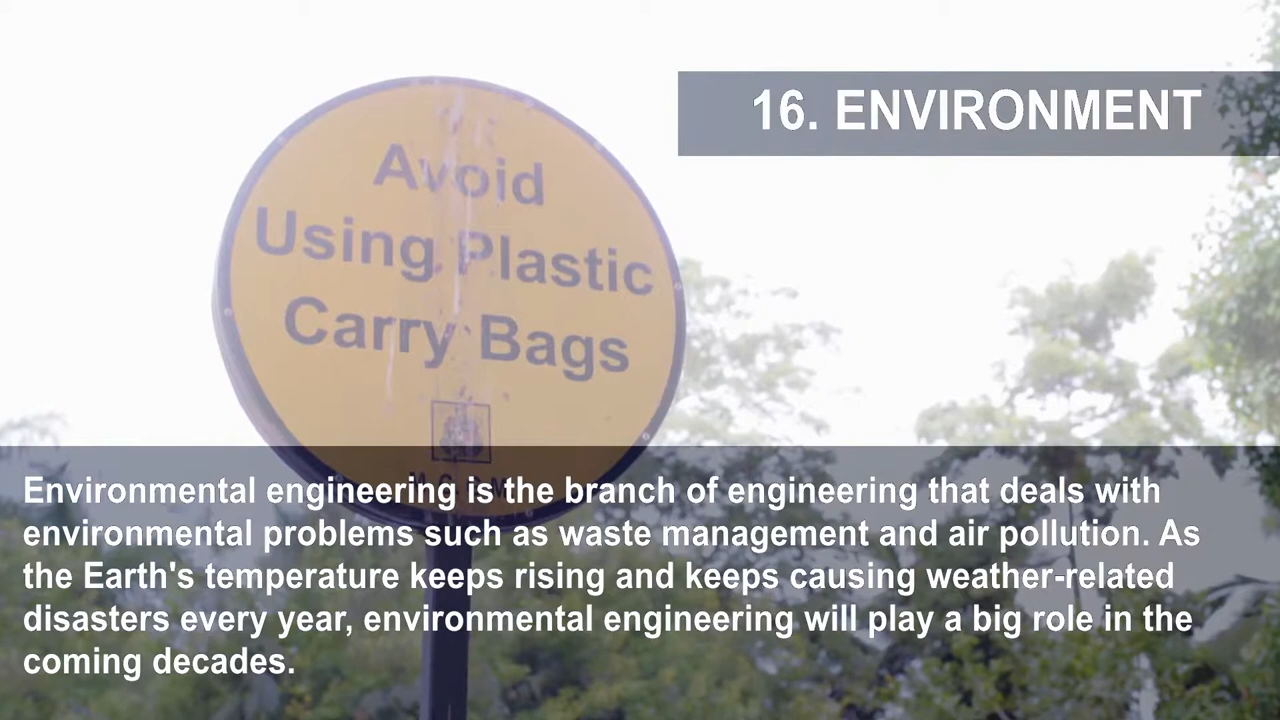 16. ENVIRONMENT
Avoid
Using Plastic
Carry Bags
Environmental engineering is the branch of engineering that deals with
environmental problems such as waste management and air pollution. As
the Earth's temperature keeps rising and keeps causing weather-related
disasters every year, environmental engineering will play a big role in the
coming decades.